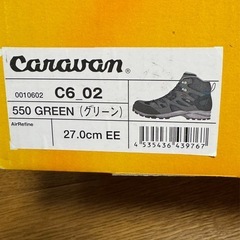 Caravan
0010602
C6_02
550 GREEN (グリーン)
AirRefine
27.0cm EE
4 535436 439767